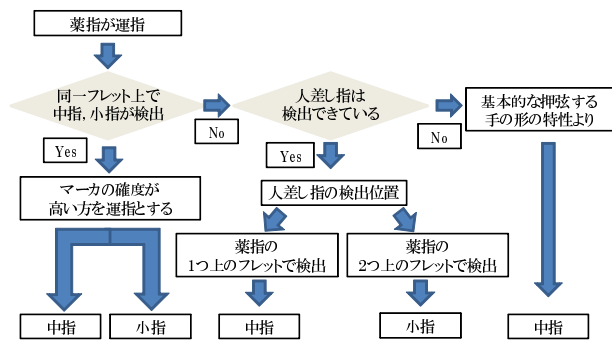 薬指が運指
同一フレット上で
中指,小指が検出
No
Yes
人差し指は
検出できている
No
Yes
基本的な押弦する
手の形の特性より
マーカの確度が
高い方を運指とする
人差し指の検出位置
薬指の
1つ上のフレットで検出
薬指の
2つ上のフレットで検出
中指
小指
中指
小指
中指